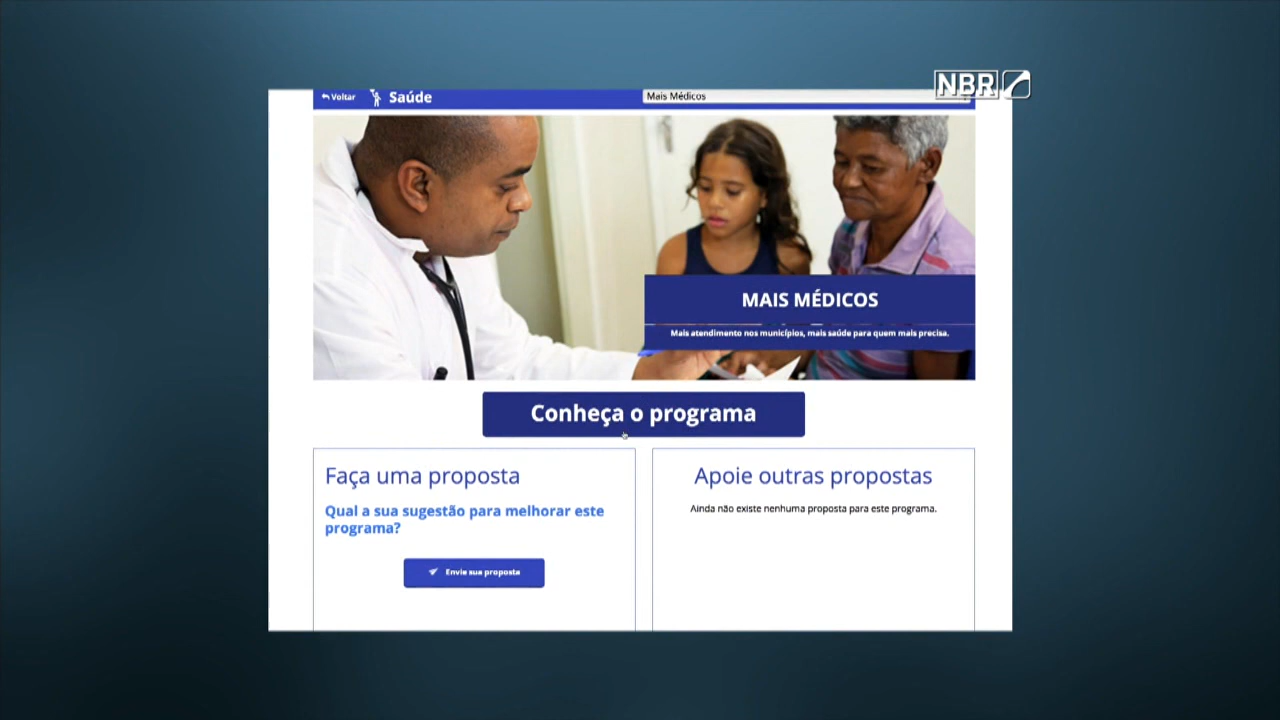 NBR
Voltar
Saúde
Mais Médicos
MAIS MÉDICOS
Mais atendimento nos municípios, mais saúde para quem mais precisa.
Conheça o programa
Faça uma proposta
Qual a sua sugestão para melhorar este
programa?
Envie sua proposta
Apoie outras propostas
Ainda não existe nenhuma proposta para este programa.